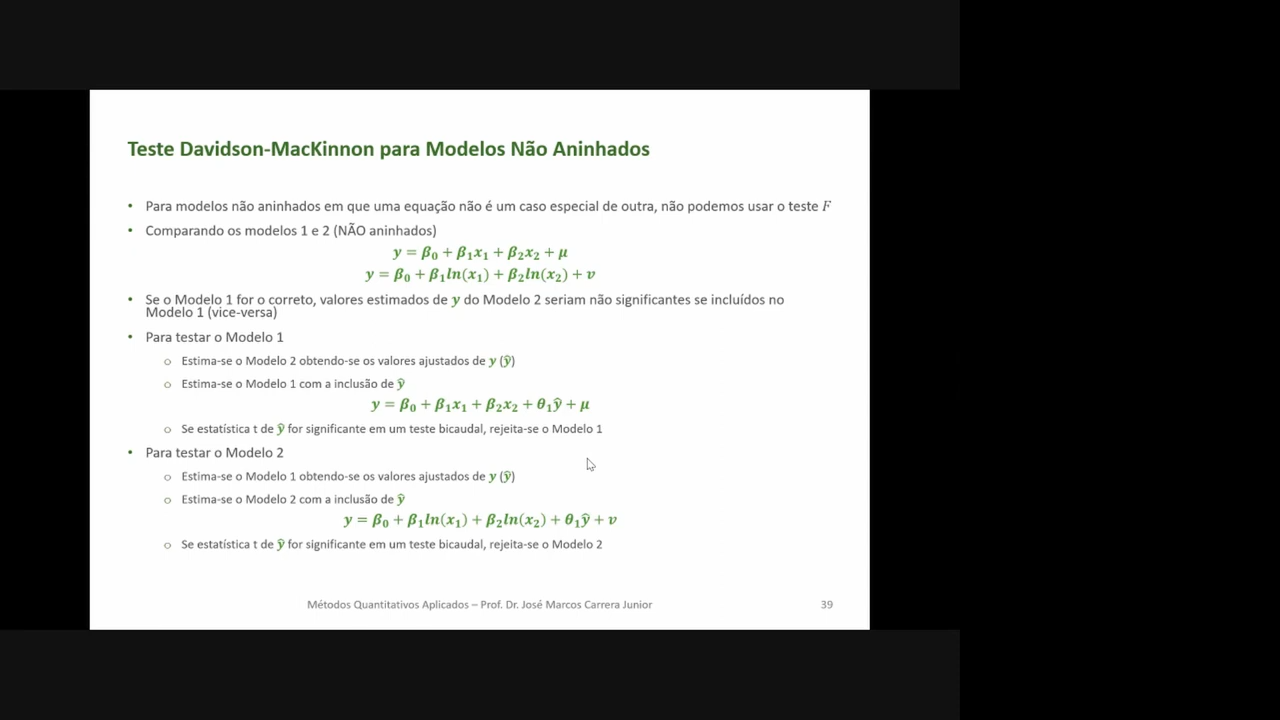 Teste Davidson-MacKinnon para Modelos Não Aninhados
• Para modelos não aninhados em que uma equação não é um caso especial de outra, não podemos usar o teste F
• Comparando os modelos 1 e 2 (NÃO aninhados)
y = β₀ + β₁x₁ + β₂x₂ + μ
y = β₀ + β₁ln(x₁) + β₂ln(x₂) + v
• Se o Modelo 1 for o correto, valores estimados de y do Modelo 2 seriam não significantes se incluídos no
Modelo 1 (vice-versa)
• Para testar o Modelo 1
o Estima-se o Modelo 2 obtendo-se os valores ajustados de y (ŷ)
o Estima-se o Modelo 1 com a inclusão de ŷ
y = β₀ + β₁x₁ + β₂x₂ + θ₁ŷ + μ
o Se estatística t de ŷ for significante em um teste bicaudal, rejeita-se o Modelo 1
• Para testar o Modelo 2
o Estima-se o Modelo 1 obtendo-se os valores ajustados de y (ŷ)
o Estima-se o Modelo 2 com a inclusão de ŷ
y = β₀ + β₁ln(x₁) + β₂ln(x₂) + θ₁ŷ + v
o Se estatística t de ŷ for significante em um teste bicaudal, rejeita-se o Modelo 2
Métodos Quantitativos Aplicados – Prof. Dr. José Marcos Carrera Junior 39